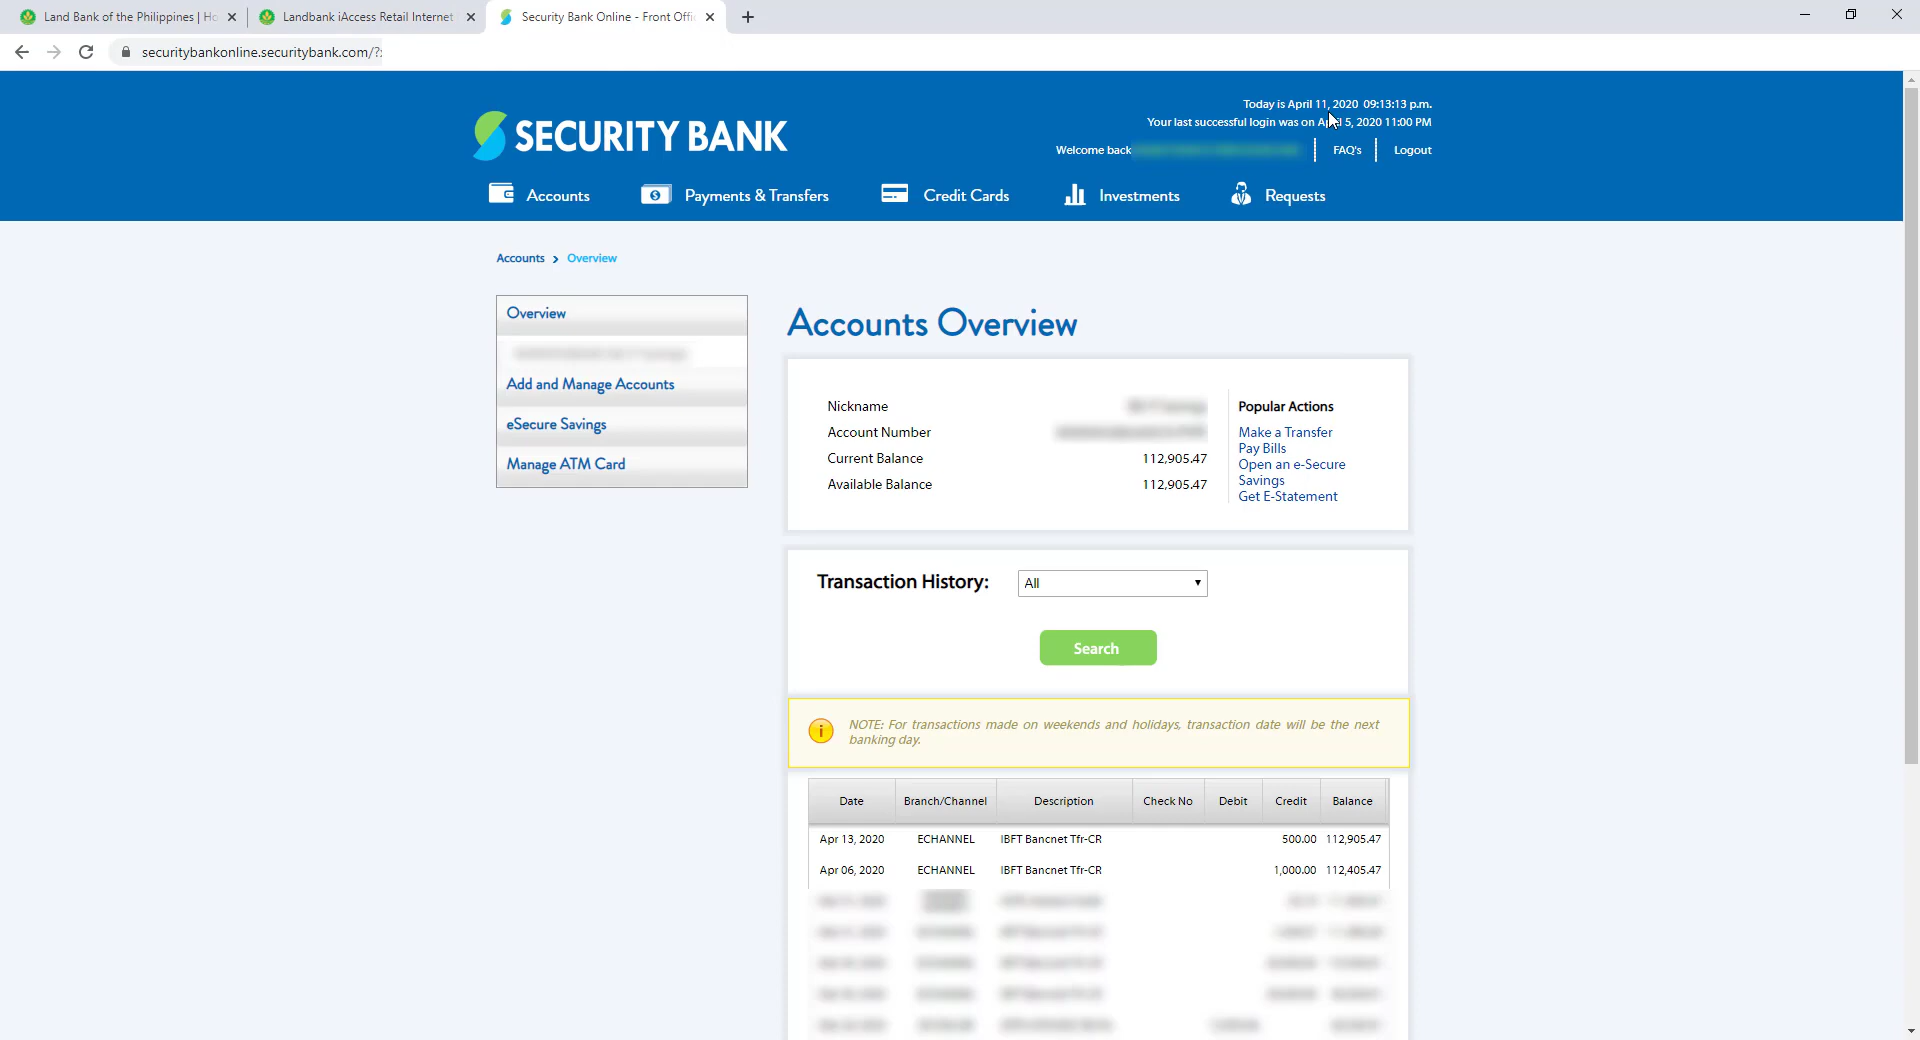 Land Bank of the Philippines | Ho
Landbank iAccess Retail Internet
Security Bank Online - Front Offi
securitybankonline.securitybank.com/?
Today is April 11, 2020 09:13:13 p.m.
Your last successful login was on April 5, 2020 11:00 PM
SECURITY BANK
Welcome back
FAQ's
Logout
Accounts
Payments & Transfers
Credit Cards
Investments
Requests
Accounts > Overview
Overview
Add and Manage Accounts
eSecure Savings
Manage ATM Card
Accounts Overview
Nickname
Account Number
Current Balance 112,905.47
Available Balance 112,905.47
Popular Actions
Make a Transfer
Pay Bills
Open an e-Secure
Savings
Get E-Statement
Transaction History: All
Search
NOTE: For transactions made on weekends and holidays, transaction date will be the next
banking day.
Date Branch/Channel Description Check No Debit Credit Balance
Apr 13, 2020 ECHANNEL IBFT Bancnet Tfr-CR 500.00 112,905.47
Apr 06, 2020 ECHANNEL IBFT Bancnet Tfr-CR 1,000.00 112,405.47